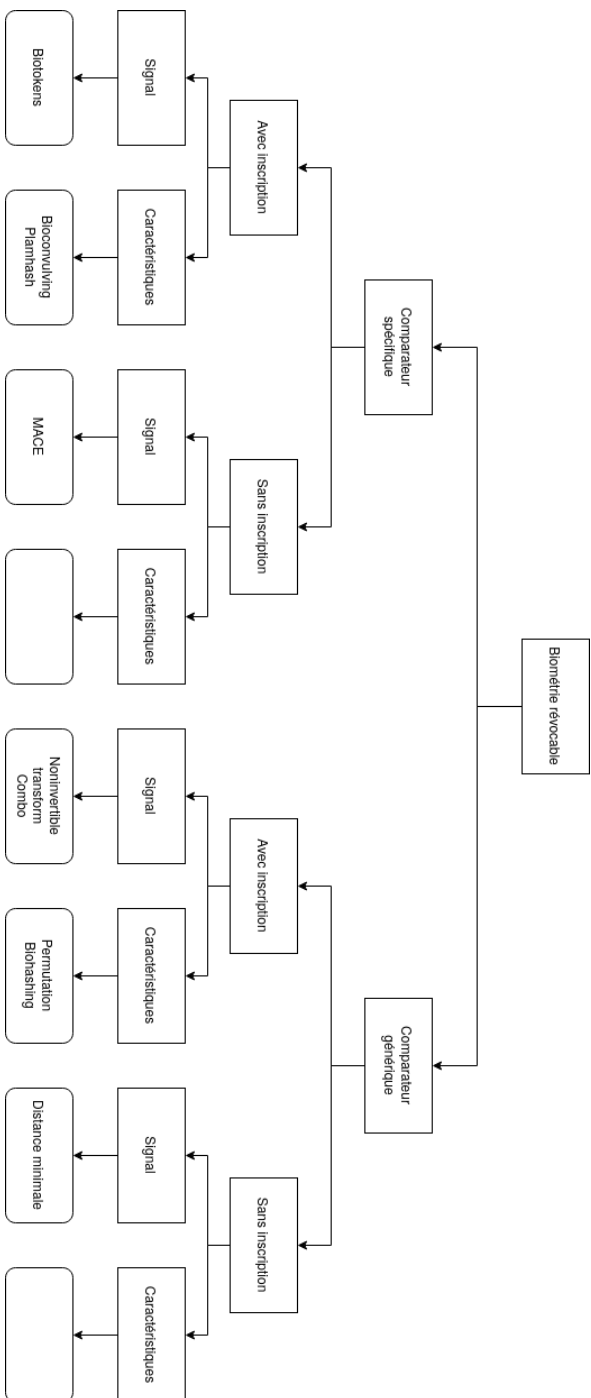 Biométrie révocable
Comparateur
spécifique
Comparateur
générique
Avec inscription
Sans inscription
Avec inscription
Sans inscription
Signal
Caractéristiques
Signal
Caractéristiques
Signal
Caractéristiques
Signal
Caractéristiques
Biotokens
Bioconvulving
Plamhash
MACE
Noninvertible
transform
Combo
Permutation
Biohashing
Distance minimale